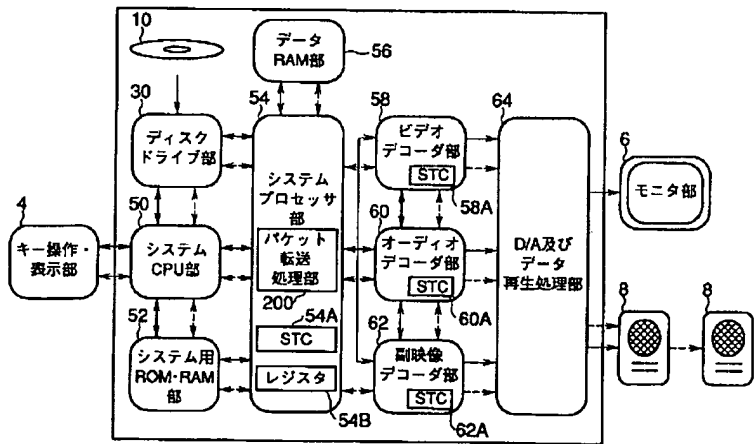 10
データ
RAM部
56
30
ディスク
ドライブ部
54
システム
プロセッサ
部
パケット
転送
処理部
200
54A
STC
レジスタ
54B
58
ビデオ
デコーダ部
STC
58A
64
D/A及び
データ
再生処理部
6
モニタ部
4
キー操作・
表示部
50
システム
CPU部
60
オーディオ
デコーダ部
STC
60A
8
8
52
システム用
ROM・RAM
部
62
副映像
デコーダ部
STC
62A